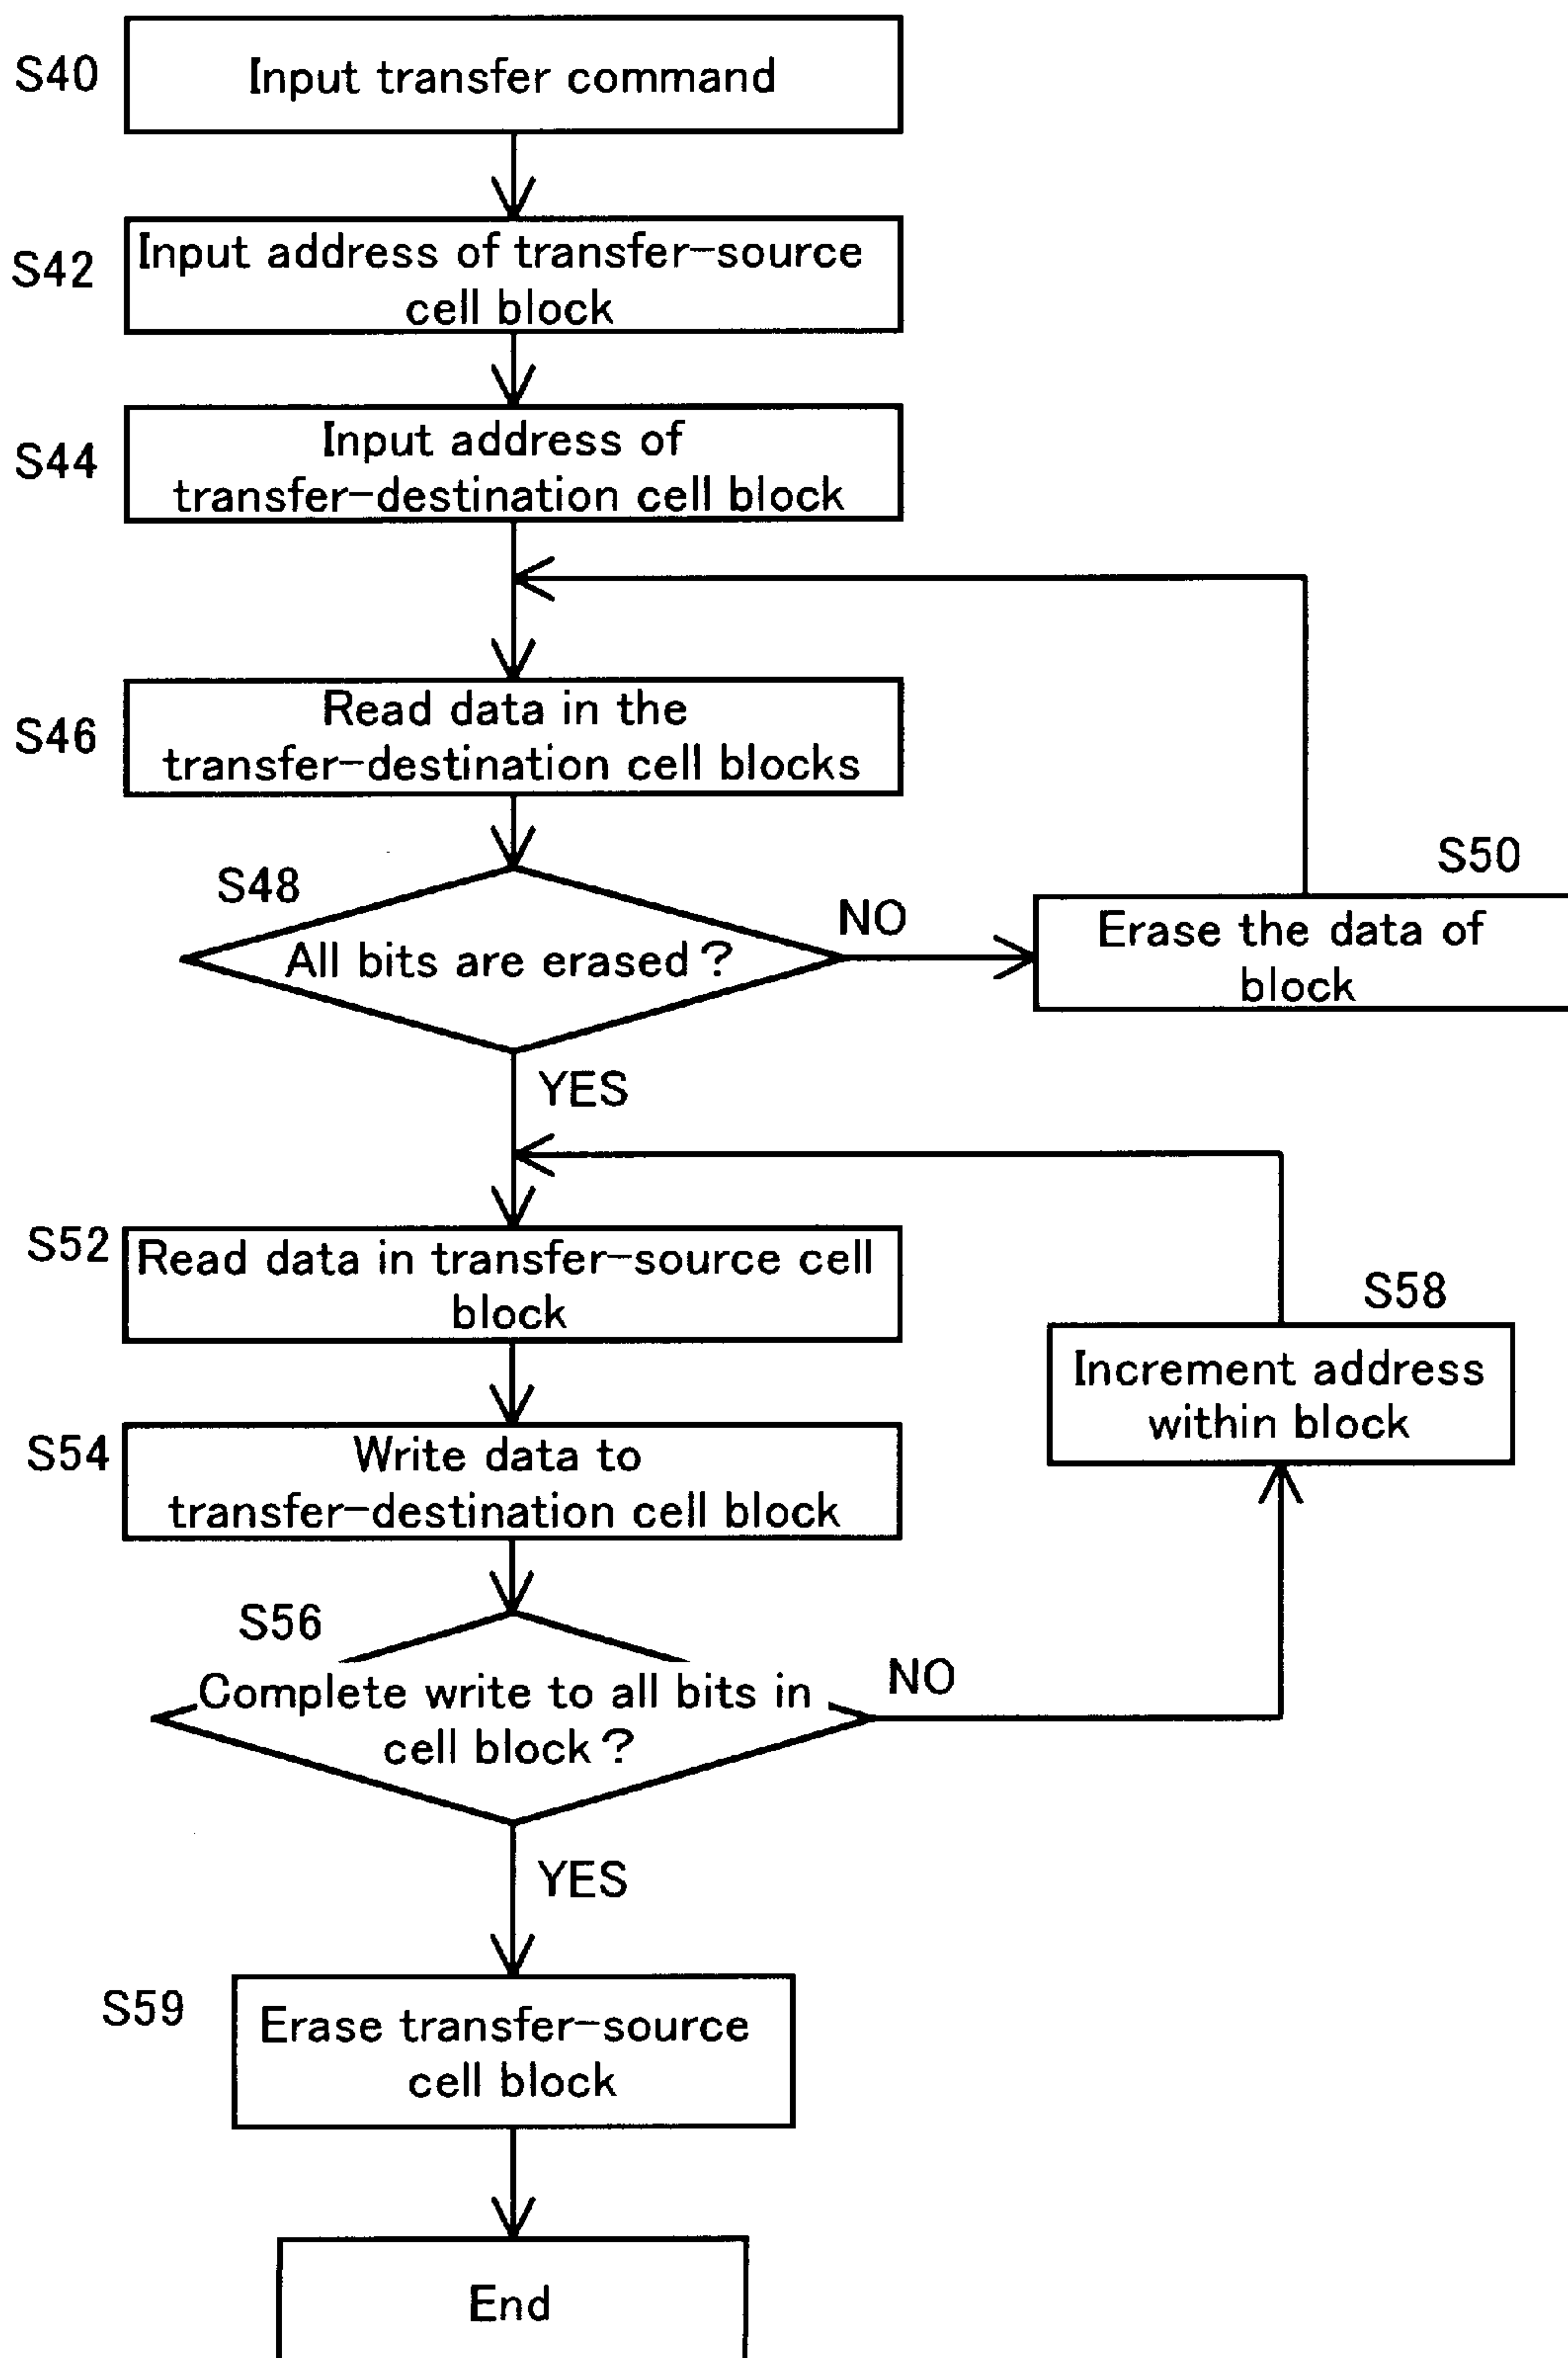 S40
Input transfer command
S42
Input address of transfer-source
cell block
S44
Input address of
transfer-destination cell block
S46
Read data in the
transfer-destination cell blocks
S48
All bits are erased?
NO
S50
Erase the data of
block
YES
S52
Read data in transfer-source cell
block
S58
Increment address
within block
S54
Write data to
transfer-destination cell block
S56
Complete write to all bits in
cell block?
NO
YES
S59
Erase transfer-source
cell block
End